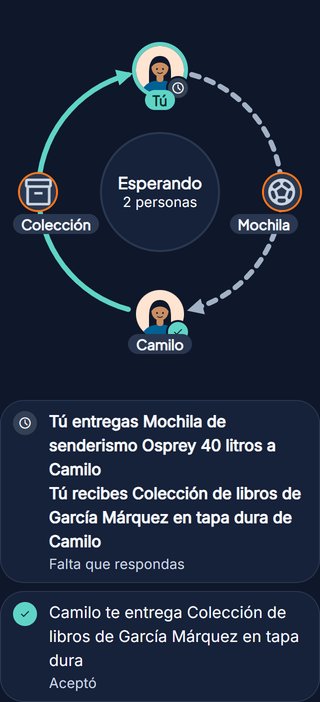 Tú
Esperando
2 personas
Colección
Mochila
Camilo
Tú entregas Mochila de
senderismo Osprey 40 litros a
Camilo
Tú recibes Colección de libros de
García Márquez en tapa dura de
Camilo
Falta que respondas
Camilo te entrega Colección de
libros de García Márquez en tapa
dura
Aceptó